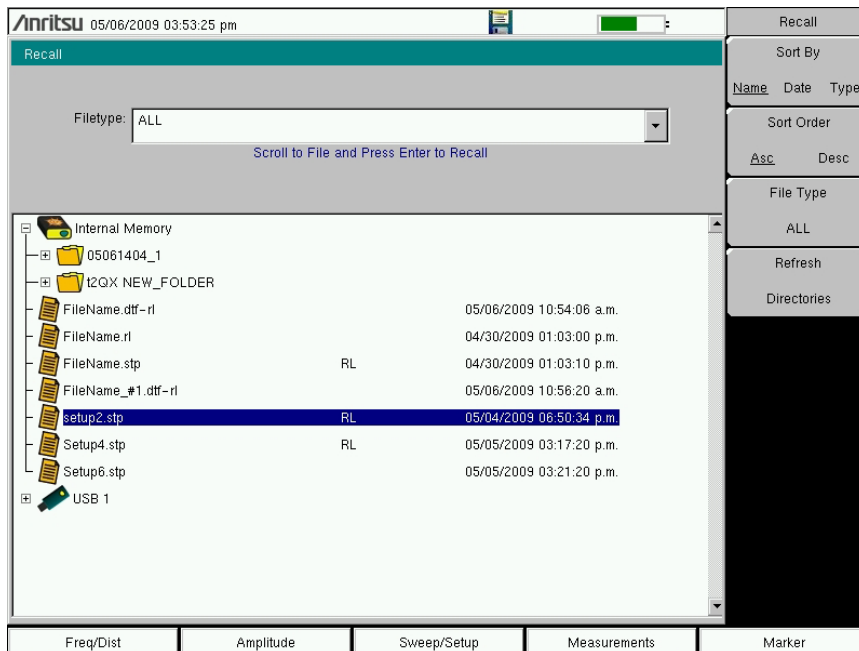 Anritsu 05/06/2009 03:53:25 pm
Recall
Filetype: ALL
Scroll to File and Press Enter to Recall
Internal Memory
05061404_1
t2QX NEW_FOLDER
FileName.dtf-rl 05/06/2009 10:54:06 a.m.
FileName.rl 04/30/2009 01:03:00 p.m.
FileName.stp RL 04/30/2009 01:03:10 p.m.
FileName_#1.dtf-rl 05/06/2009 10:56:20 a.m.
setup2.stp RL 05/04/2009 06:50:34 p.m.
Setup4.stp RL 05/05/2009 03:17:20 p.m.
Setup6.stp 05/05/2009 03:21:20 p.m.
USB 1
Recall
Sort By
Name Date Type
Sort Order
Asc Desc
File Type
ALL
Refresh
Directories
Freq/Dist Amplitude Sweep/Setup Measurements Marker